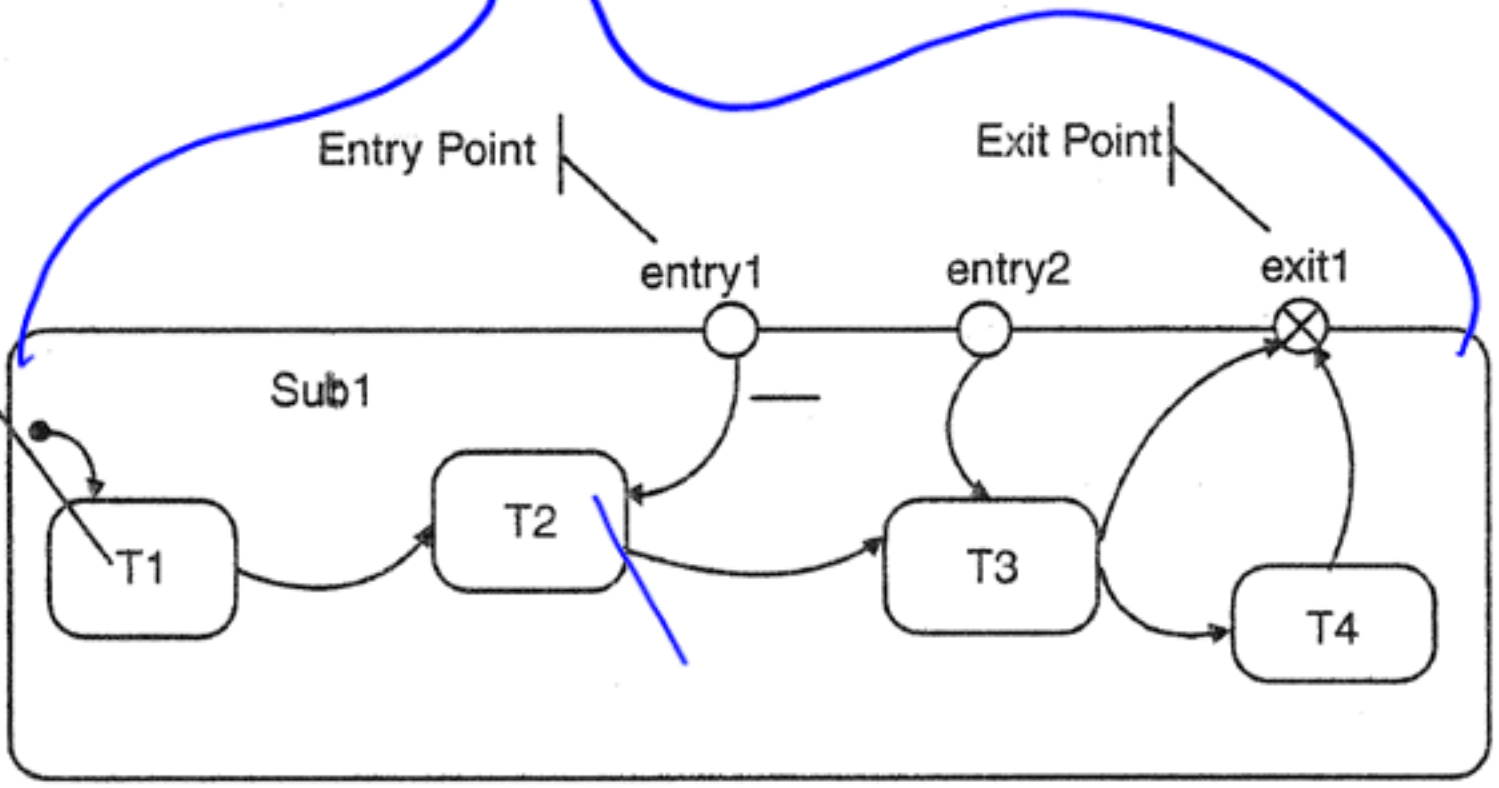 Entry Point
Exit Point
entry1
entry2
exit1
Sub1
T1
T2
T3
T4